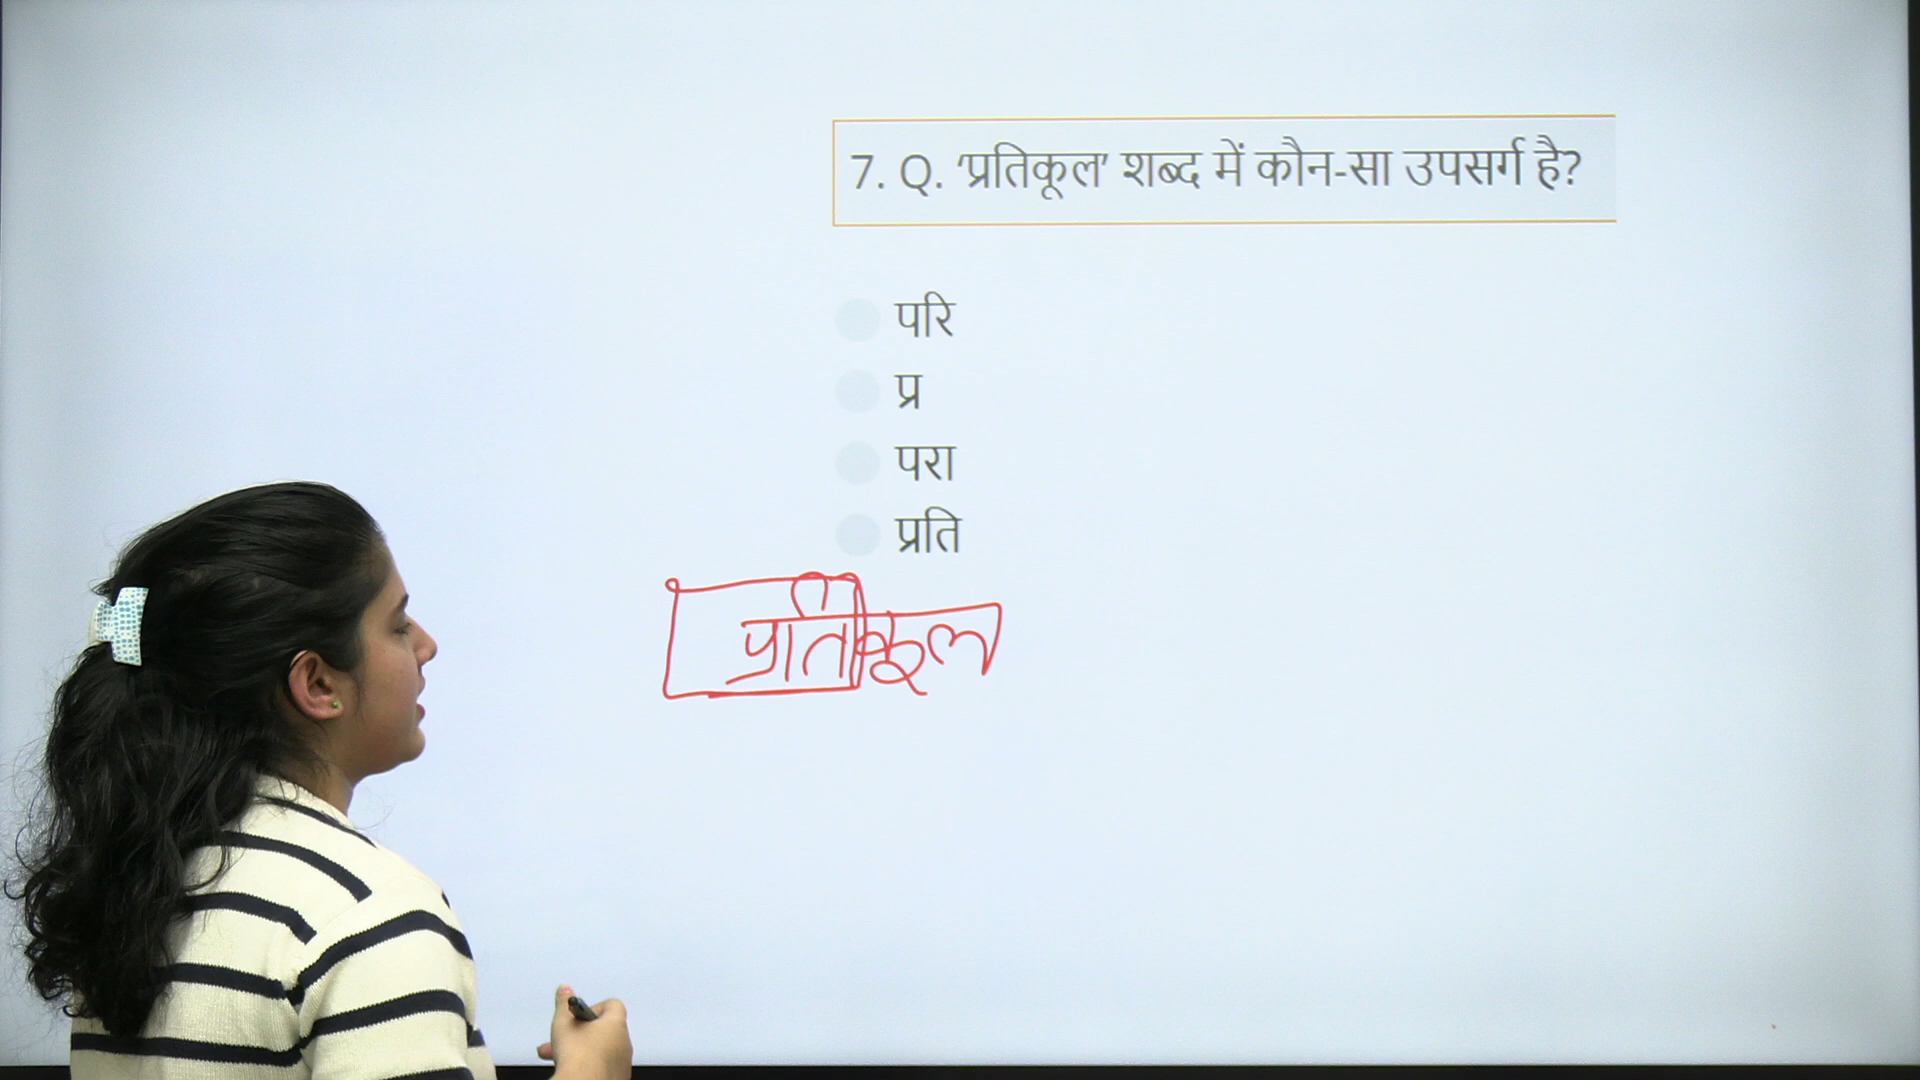 7. Q. ‘प्रतिकूल’ शब्द में कौन-सा उपसर्ग है?
परि
प्र
परा
प्रति
प्रतिकूल